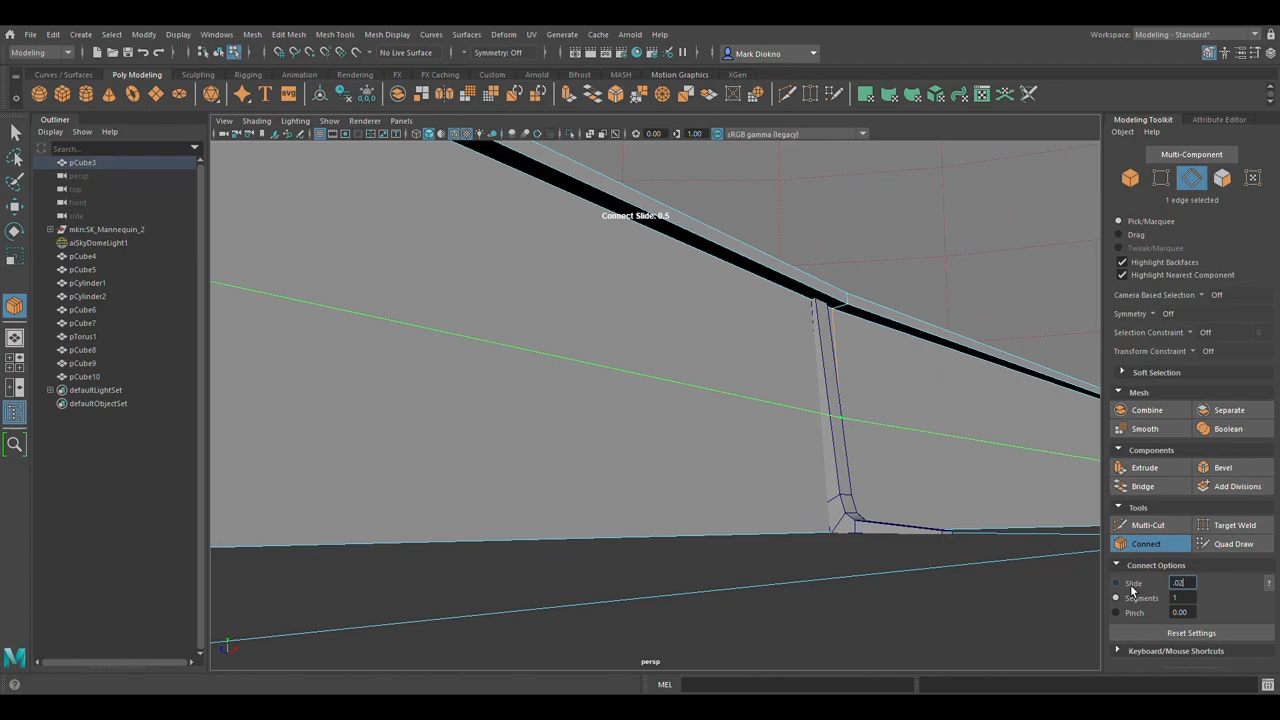 File Edit Create Select Modify Display Windows Mesh Edit Mesh Mesh Tools Mesh Display Curves Surfaces Deform UV Generate Cache Arnold Help
Workspace: Modeling - Standard*
Modeling
No Live Surface
Symmetry: Off
Mark Diokno
Curves / Surfaces Poly Modeling Sculpting Rigging Animation Rendering FX FX Caching Custom Arnold Bifrost MASH Motion Graphics XGen
T SVG 0,0,0
Outliner
Display Show Help
Search...
pCube3
persp
top
front
side
mkn:SK_Mannequin_2
aiSkyDomeLight1
pCube4
pCube5
pCylinder1
pCylinder2
pCube6
pCube7
pTorus1
pCube8
pCube9
pCube10
defaultLightSet
defaultObjectSet
View Shading Lighting Show Renderer Panels
0.00 1.00 sRGB gamma (legacy)
Connect Slide: 0.5
persp
Modeling Toolkit Attribute Editor
Object Help
Multi-Component
1 edge selected
Pick/Marquee
Drag
Tweak/Marquee
Highlight Backfaces
Highlight Nearest Component
Camera Based Selection Off
Symmetry Off
Selection Constraint Off 0
Transform Constraint Off
Soft Selection
Mesh
Combine Separate
Smooth Boolean
Components
Extrude Bevel
Bridge Add Divisions
Tools
Multi-Cut Target Weld
Connect Quad Draw
Connect Options
Slide .02 ?
Segments 1
Pinch 0.00
Reset Settings
Keyboard/Mouse Shortcuts
MEL